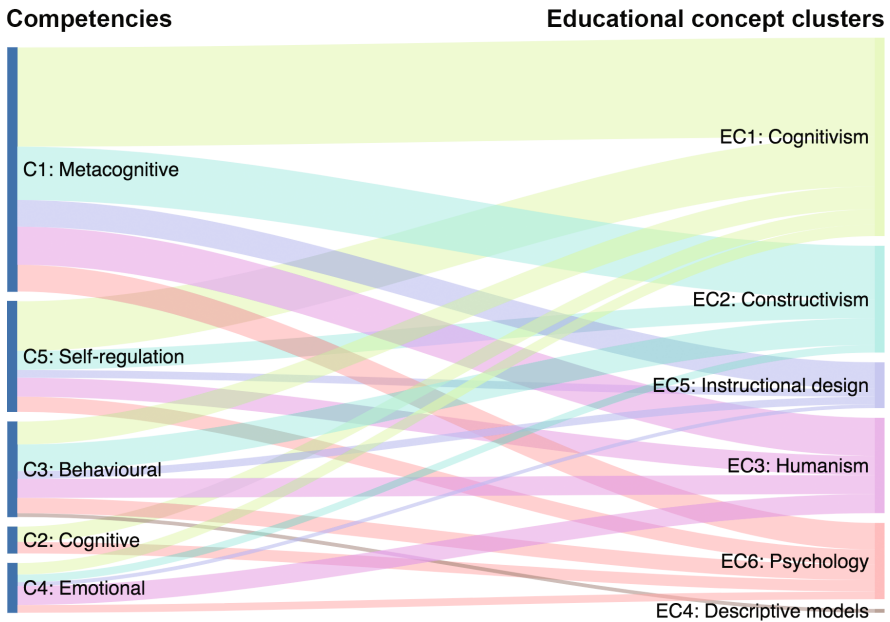 Competencies
Educational concept clusters
C1: Metacognitive
C5: Self-regulation
C3: Behavioural
C2: Cognitive
C4: Emotional
EC1: Cognitivism
EC2: Constructivism
EC5: Instructional design
EC3: Humanism
EC6: Psychology
EC4: Descriptive models